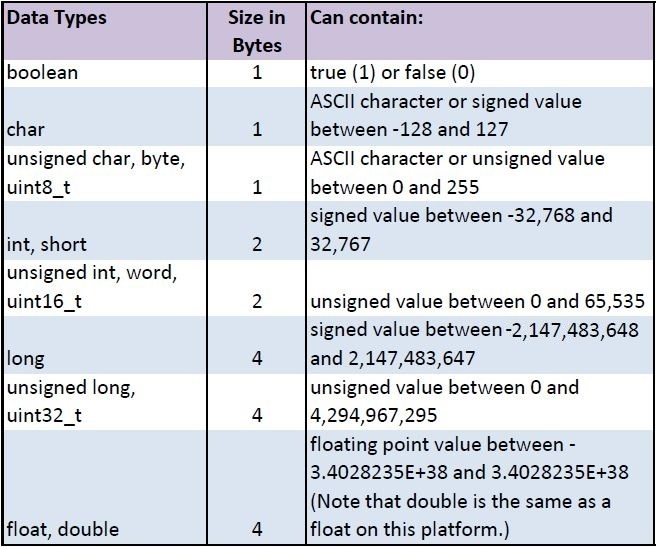 Data Types Size in Bytes Can contain:
boolean 1 true (1) or false (0)
char 1 ASCII character or signed value
between -128 and 127
unsigned char, byte,
uint8_t 1 ASCII character or unsigned value
between 0 and 255
int, short 2 signed value between -32,768 and
32,767
unsigned int, word,
uint16_t 2 unsigned value between 0 and 65,535
long 4 signed value between -2,147,483,648
and 2,147,483,647
unsigned long,
uint32_t 4 unsigned value between 0 and
4,294,967,295
float, double 4 floating point value between -
3.4028235E+38 and 3.4028235E+38
(Note that double is the same as a
float on this platform.)